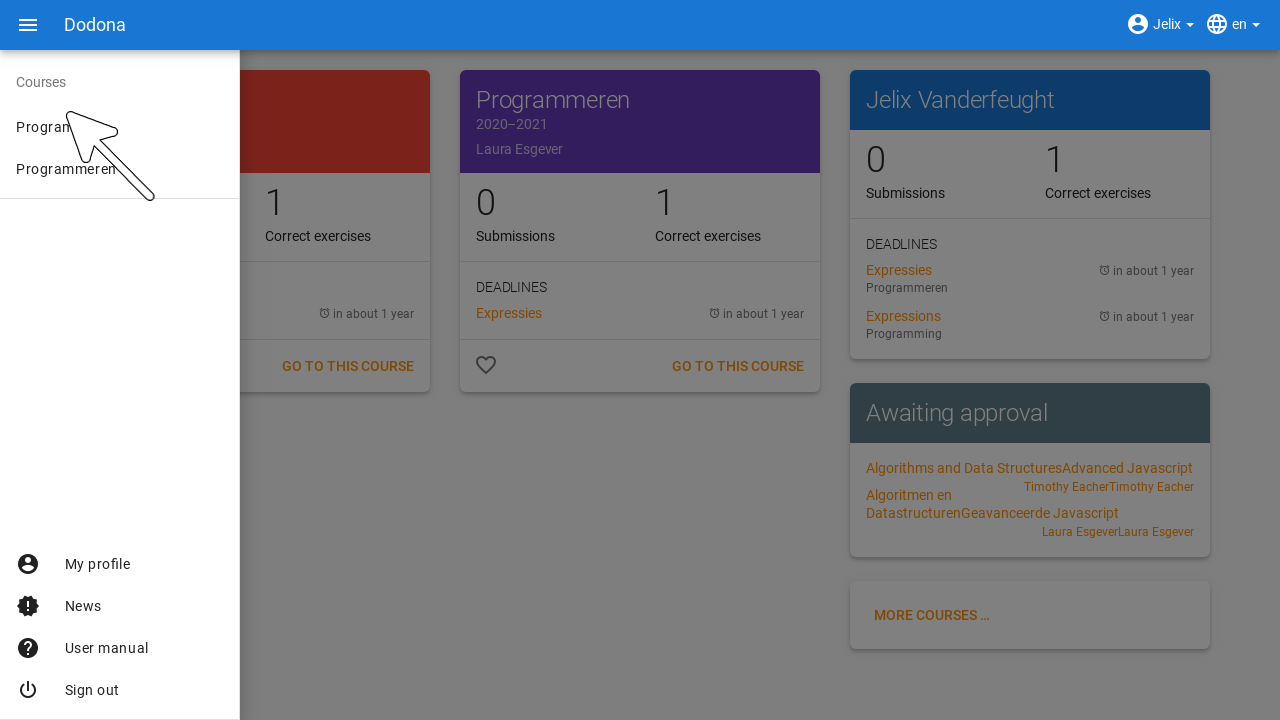 Dodona
Jelix
en
Courses
Programmeren
My profile
News
User manual
Sign out
1
Correct exercises
in about 1 year
GO TO THIS COURSE
Programmeren
2020–2021
Laura Esgever
0
Submissions
1
Correct exercises
DEADLINES
Expressies
in about 1 year
GO TO THIS COURSE
Jelix Vanderfeught
0
Submissions
1
Correct exercises
DEADLINES
Expressies
in about 1 year
Programmeren
Expressions
in about 1 year
Programming
Awaiting approval
Algorithms and Data StructuresAdvanced Javascript
Timothy EacherTimothy Eacher
Algoritmen en
DatastructurenGeavanceerde Javascript
Laura EsgeverLaura Esgever
MORE COURSES ...